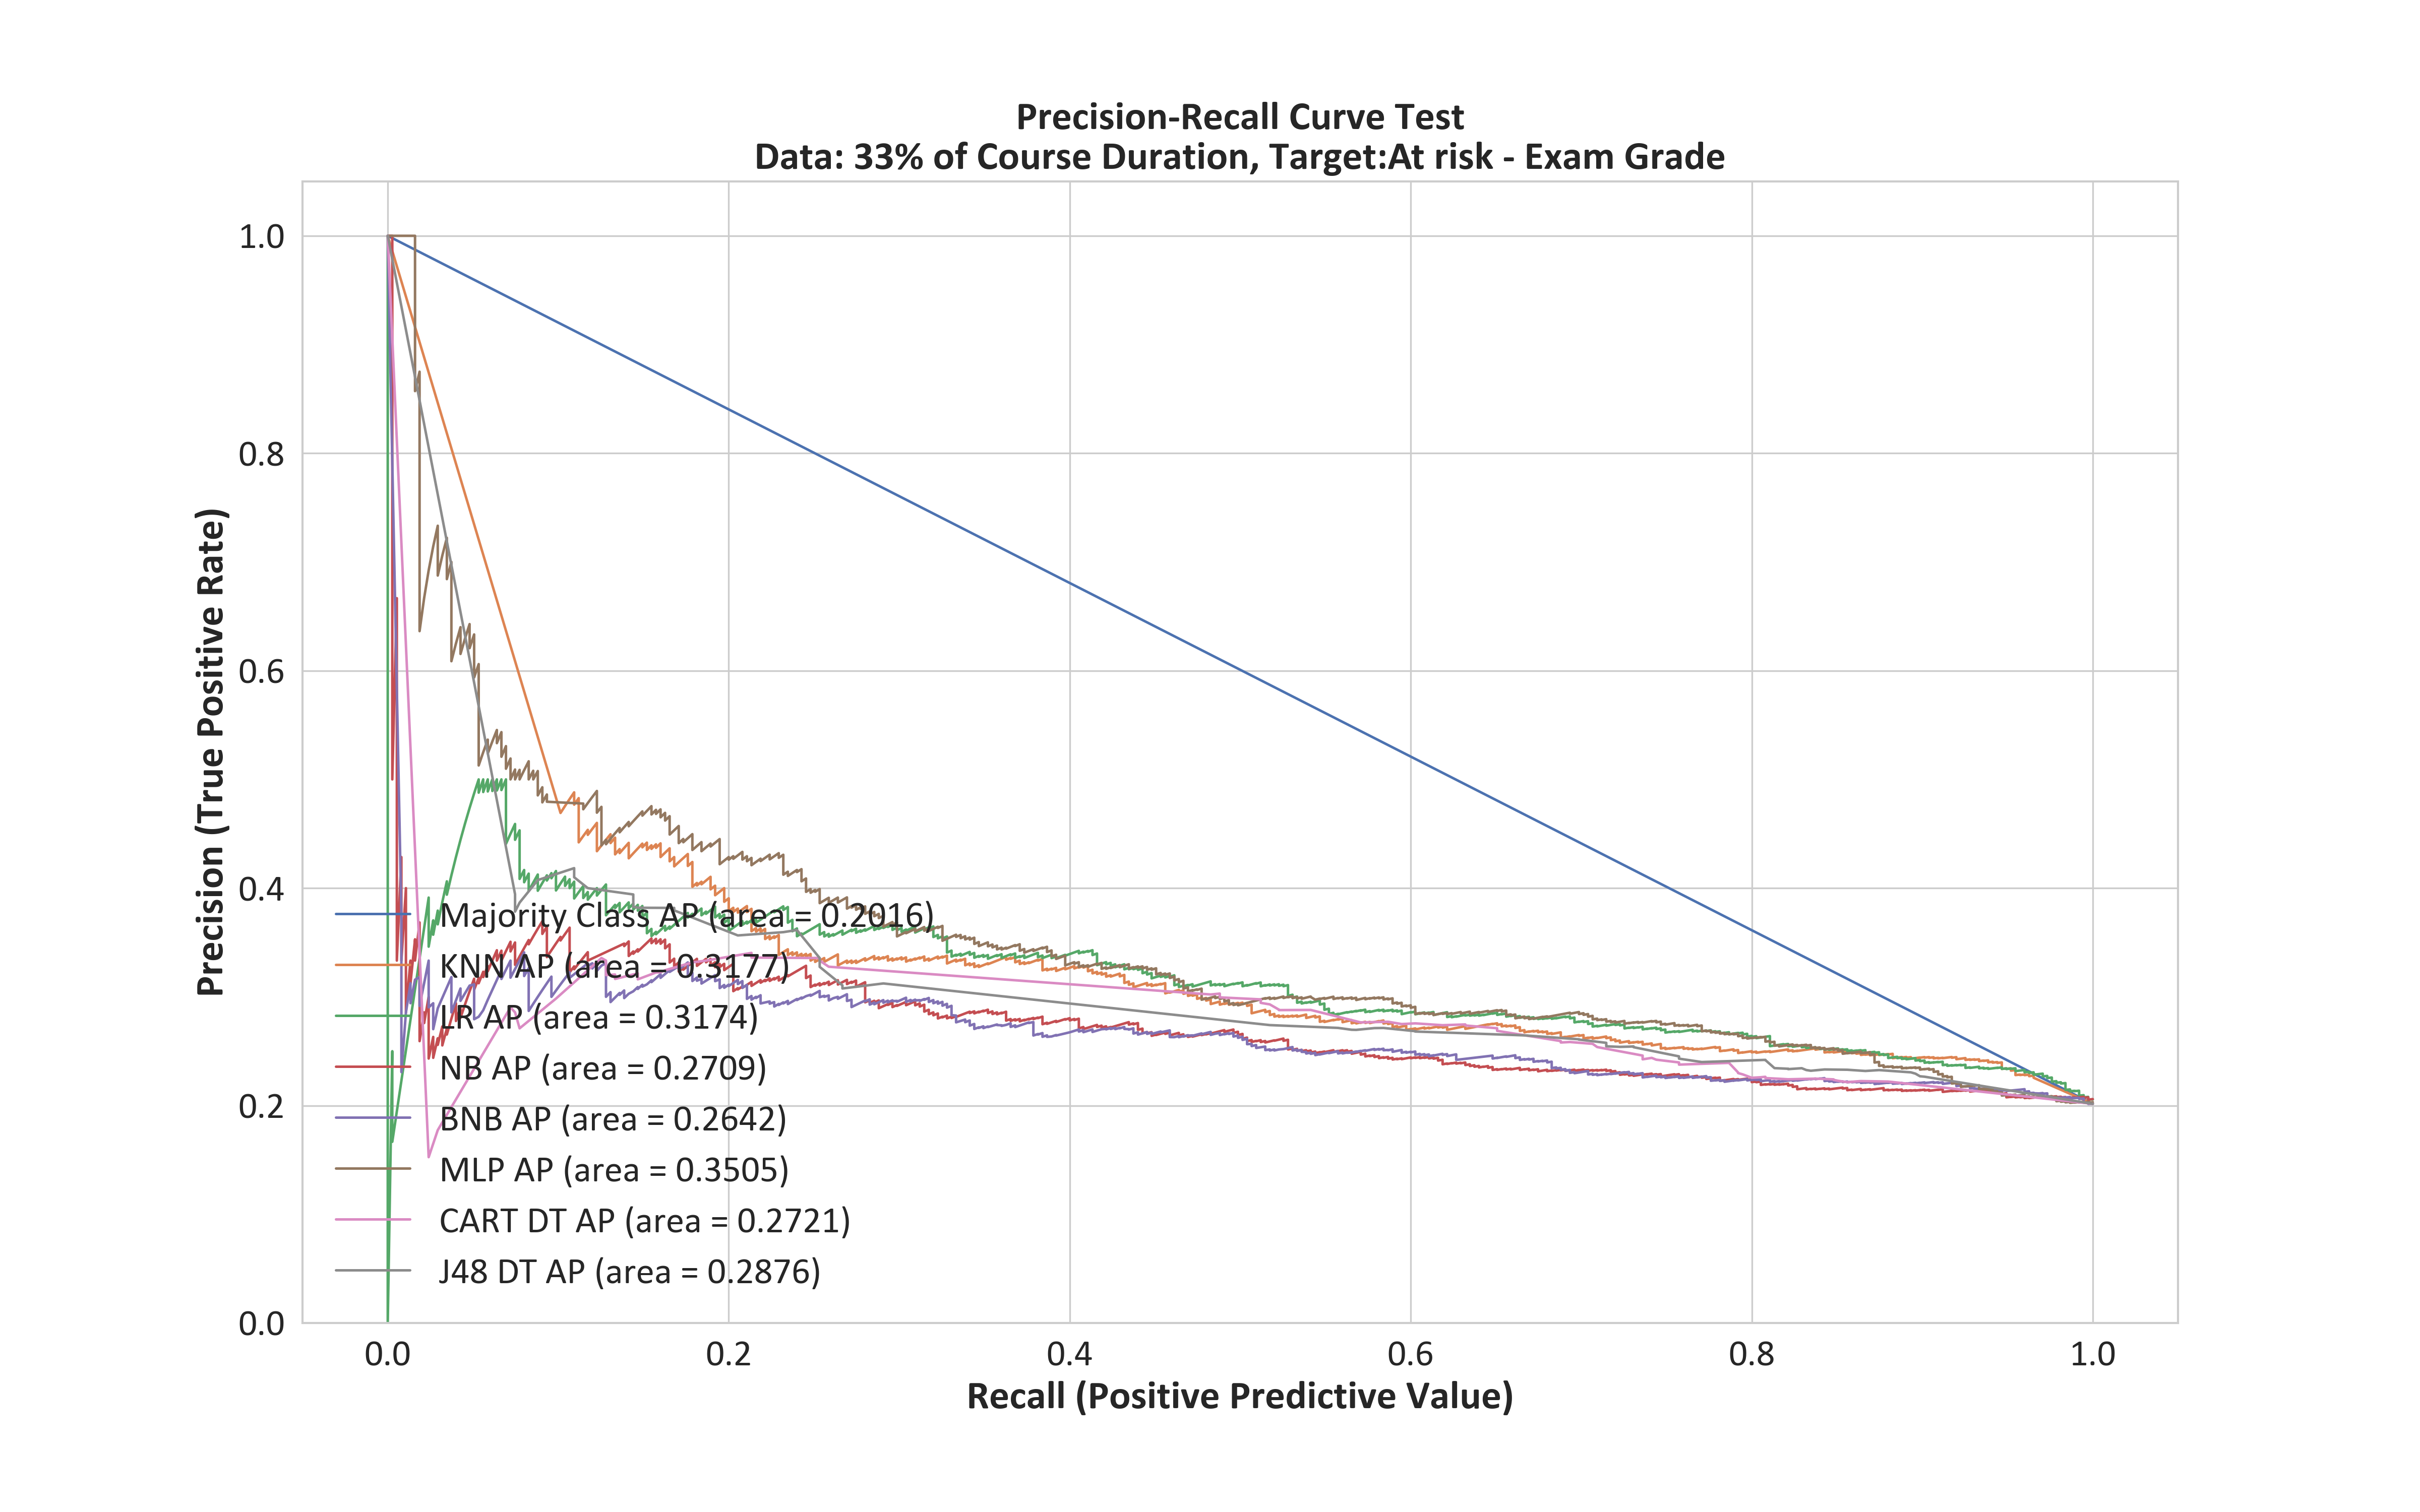 Precision-Recall Curve Test
Data: 33% of Course Duration, Target:At risk - Exam Grade
Precision (True Positive Rate)
1.0
0.8
0.6
0.4
0.2
0.0
Majority Class AP (area = 0.2016)
KNN AP (area = 0.3177)
LR AP (area = 0.3174)
NB AP (area = 0.2709)
BNB AP (area = 0.2642)
MLP AP (area = 0.3505)
CART DT AP (area = 0.2721)
J48 DT AP (area = 0.2876)
0.0 0.2 0.4 0.6 0.8 1.0
Recall (Positive Predictive Value)